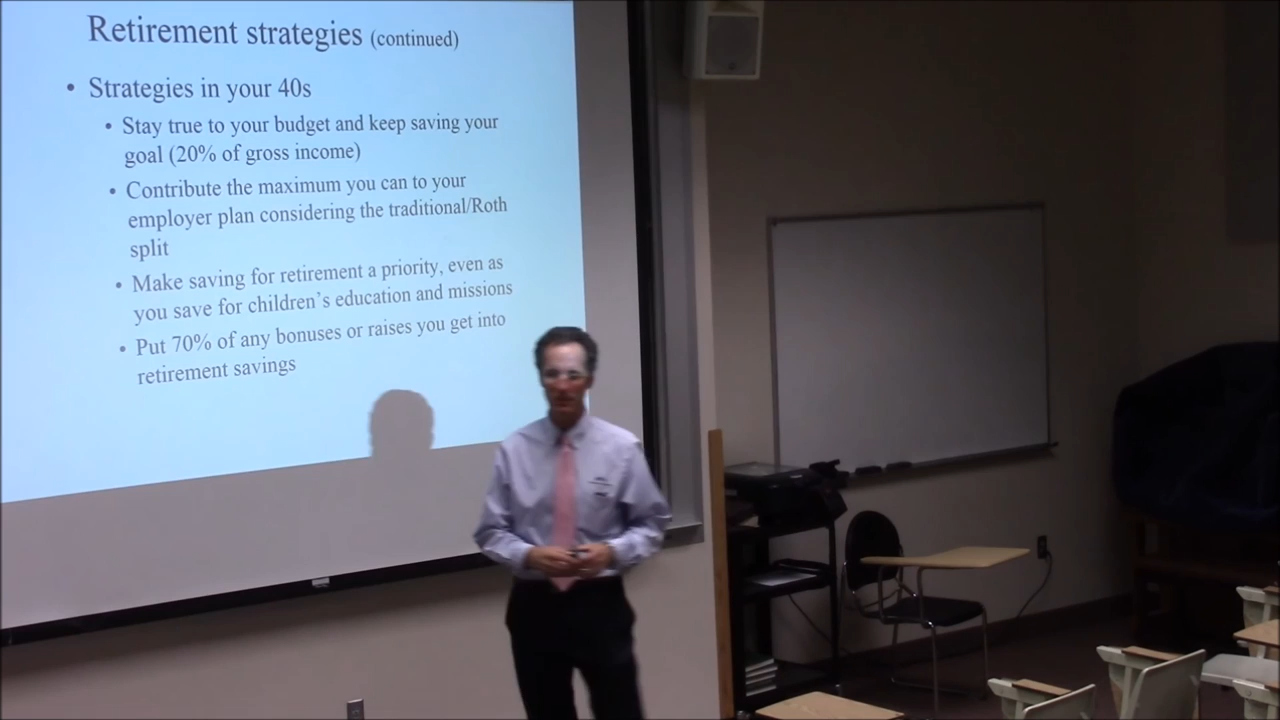 Retirement strategies (continued)
• Strategies in your 40s
• Stay true to your budget and keep saving your
goal (20% of gross income)
• Contribute the maximum you can to your
employer plan considering the traditional/Roth
split
• Make saving for retirement a priority, even as
you save for children's education and missions
• Put 70% of any bonuses or raises you get into
retirement savings